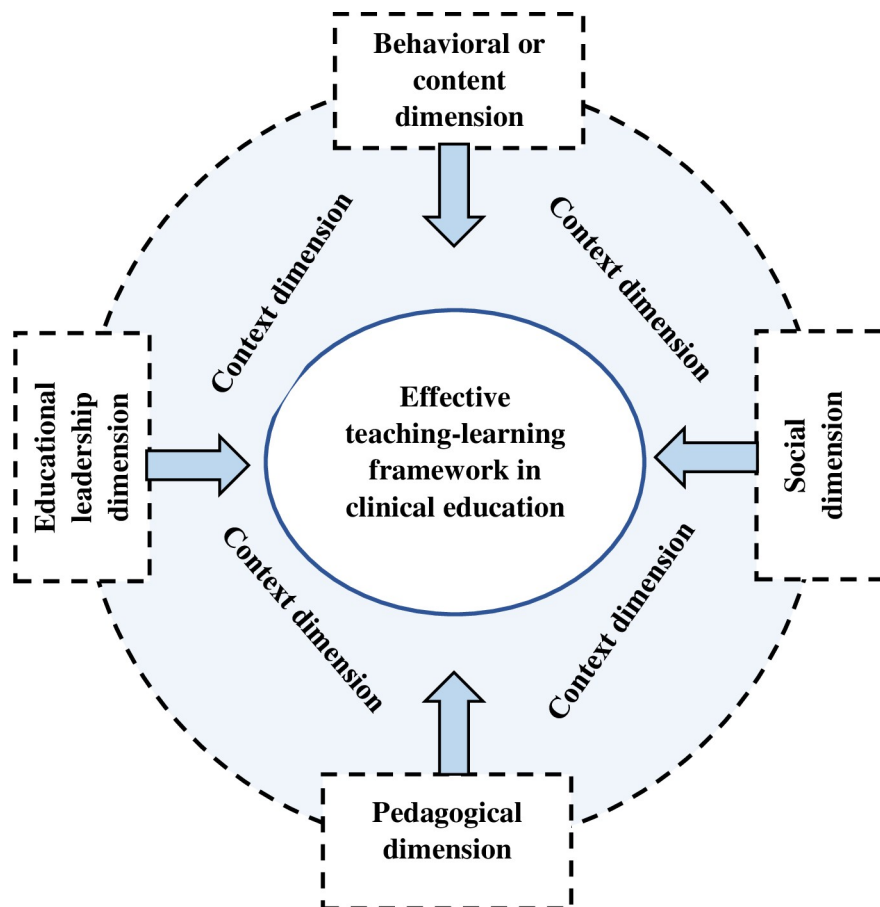 Behavioral or
content
dimension
Context dimension
Context dimension
Educational
leadership
dimension
Effective
teaching-learning
framework in
clinical education
Social
dimension
Context dimension
Context dimension
Pedagogical
dimension